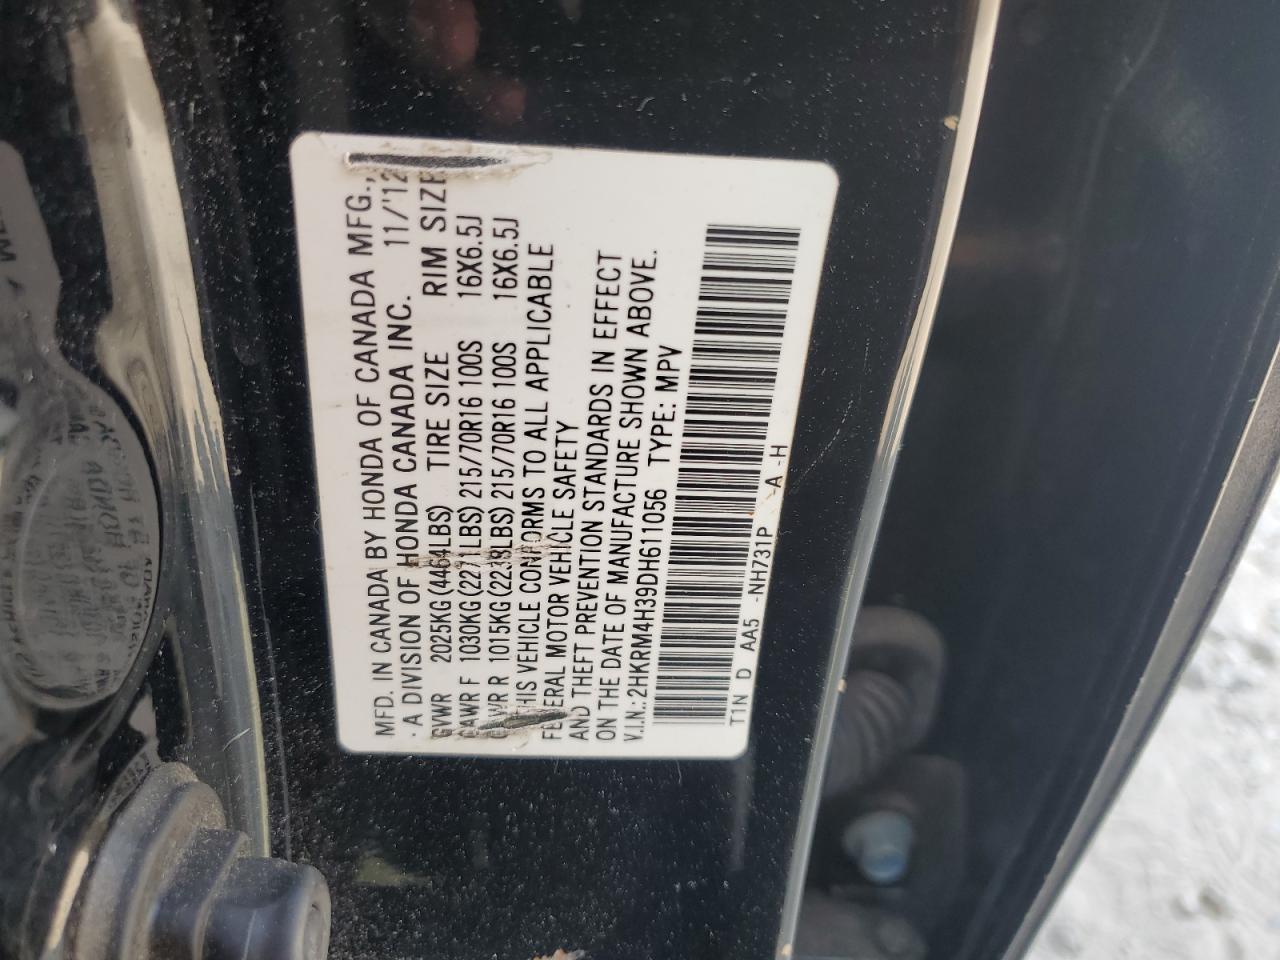 MFD. IN CANADA BY HONDA OF CANADA MFG.,
A DIVISION OF HONDA CANADA INC. 11/'12
GVWR 2025KG(4464LBS) TIRE SIZE RIM SIZE
GAWR F 1030KG(2271LBS) 215/70R16 100S 16X6.5J
GAWR R 1015KG(2238LBS) 215/70R16 100S 16X6.5J
THIS VEHICLE CONFORMS TO ALL APPLICABLE
FEDERAL MOTOR VEHICLE SAFETY
AND THEFT PREVENTION STANDARDS IN EFFECT
ON THE DATE OF MANUFACTURE SHOWN ABOVE.
V.I.N.:2HKRM4H39DH611056 TYPE: MPV
T1N D AA5 -NH731P -A -H